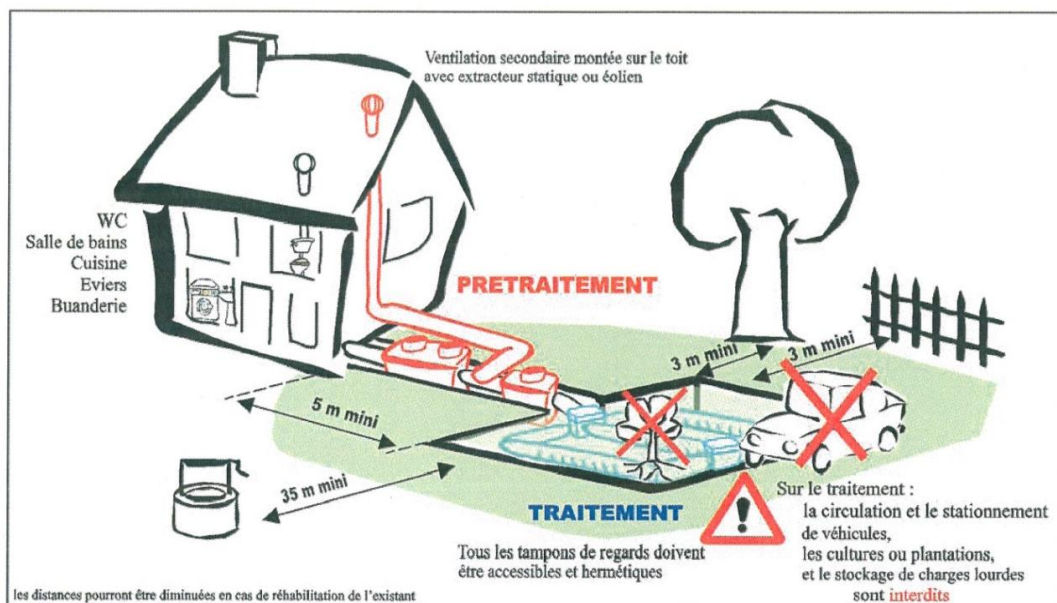 Ventilation secondaire montée sur le toit
avec extracteur statique ou éolien
WC
Salle de bains
Cuisine
Eviers
Buanderie
PRETRAITEMENT
3 m mini
3 m mini
5 m mini
35 m mini
TRAITEMENT
Tous les tampons de regards doivent
être accessibles et hermétiques
Sur le traitement :
la circulation et le stationnement
de véhicules,
les cultures ou plantations,
et le stockage de charges lourdes
sont interdits
les distances pourront être diminuées en cas de réhabilitation de l'existant